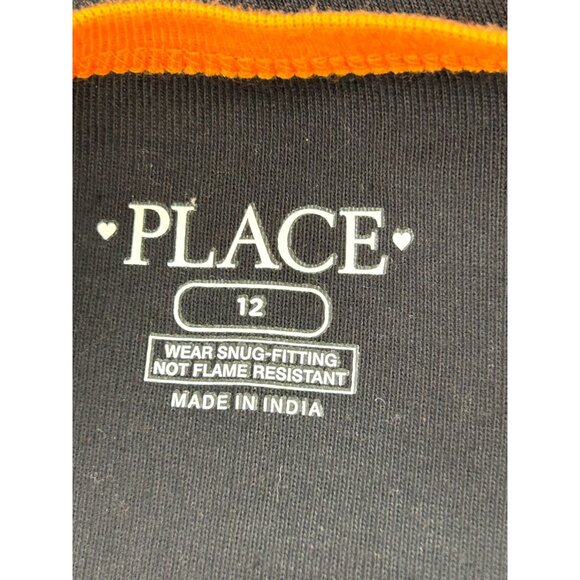 PLACE
12
WEAR SNUG-FITTING
NOT FLAME RESISTANT
MADE IN INDIA